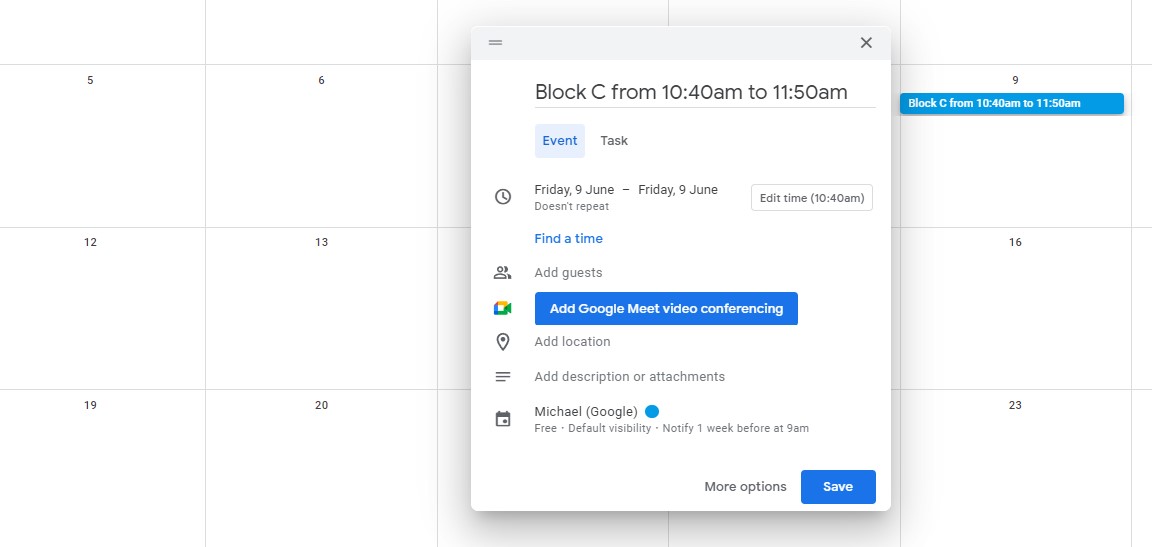 5
6
9
Block C from 10:40am to 11:50am
12
13
16
19
20
23
Block C from 10:40am to 11:50am
Event Task
Friday, 9 June – Friday, 9 June Edit time (10:40am)
Doesn't repeat
Find a time
Add guests
Add Google Meet video conferencing
Add location
Add description or attachments
Michael (Google)
Free · Default visibility · Notify 1 week before at 9am
More options Save